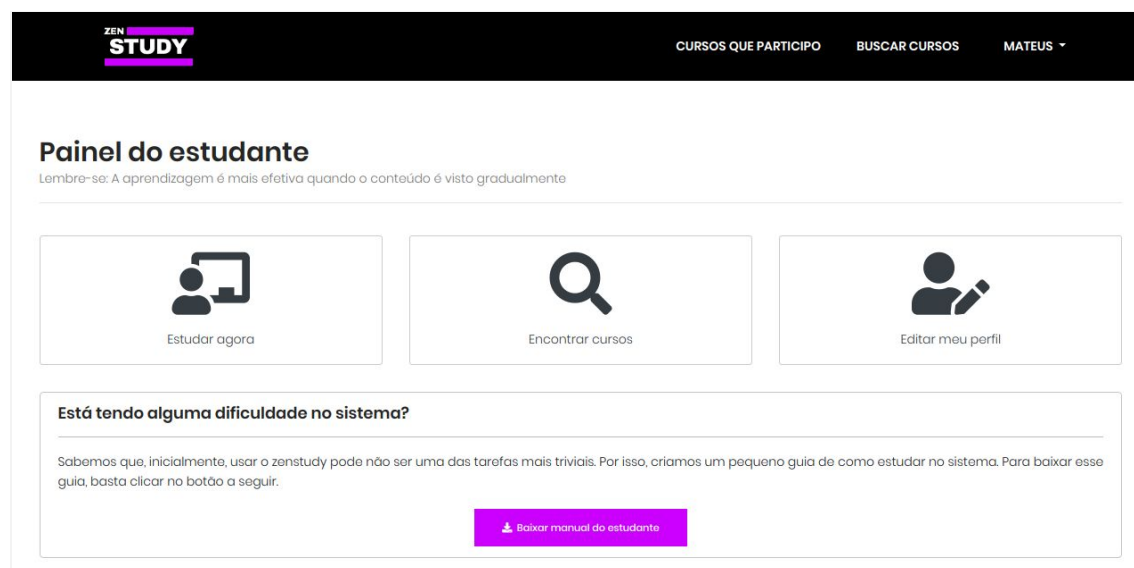 ZEN
STUDY
CURSOS QUE PARTICIPO
BUSCAR CURSOS
MATEUS
Painel do estudante
Lembre-se: A aprendizagem é mais efetiva quando o conteúdo é visto gradualmente
Estudar agora
Encontrar cursos
Editar meu perfil
Está tendo alguma dificuldade no sistema?
Sabemos que, inicialmente, usar o zenstudy pode não ser uma das tarefas mais triviais. Por isso, criamos um pequeno guia de como estudar no sistema. Para baixar esse
guia, basta clicar no botão a seguir.
Baixar manual do estudante